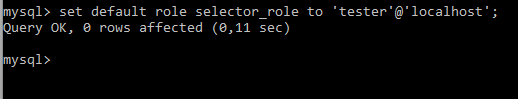 mysql> set default role selector_role to 'tester'@'localhost';
Query OK, 0 rows affected (0,11 sec)
mysql>